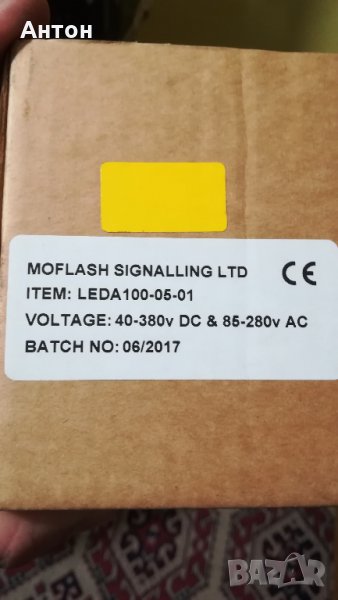 Антон
MOFLASH SIGNALLING LTD CE
ITEM: LEDA100-05-01
VOLTAGE: 40-380v DC & 85-280v AC
BATCH NO: 06/2017
BAZAR